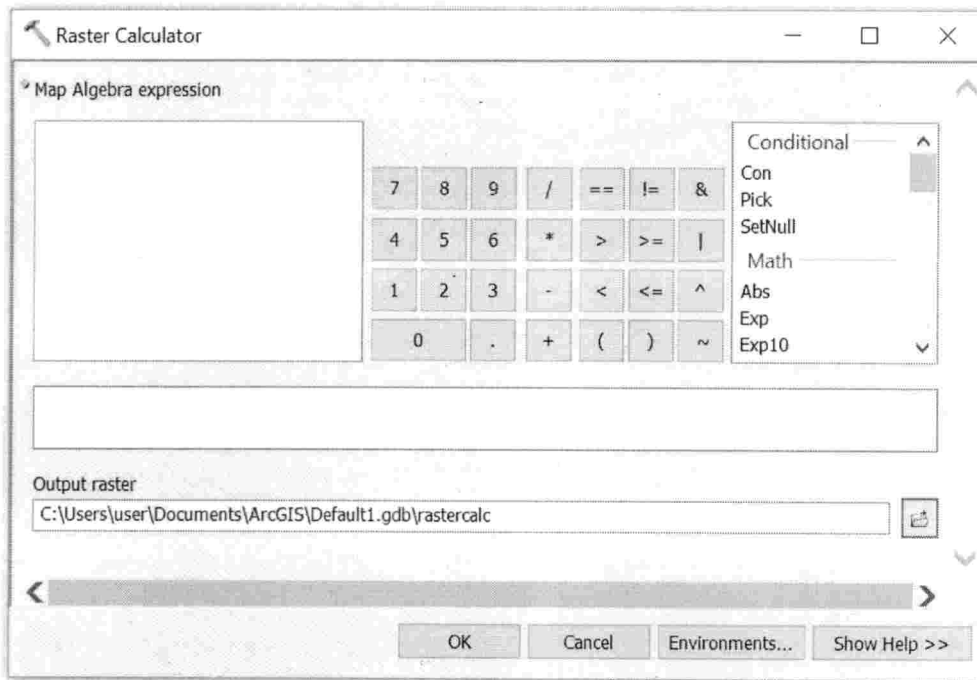 Raster Calculator
Map Algebra expression
7 8 9 / == != &
4 5 6 * > >= |
1 2 3 - < <= ^
0 . + ( ) ~
Conditional
Con
Pick
SetNull
Math
Abs
Exp
Exp10
Output raster
C:\Users\user\Documents\ArcGIS\Default1.gdb\rastercalc
OK Cancel Environments... Show Help >>